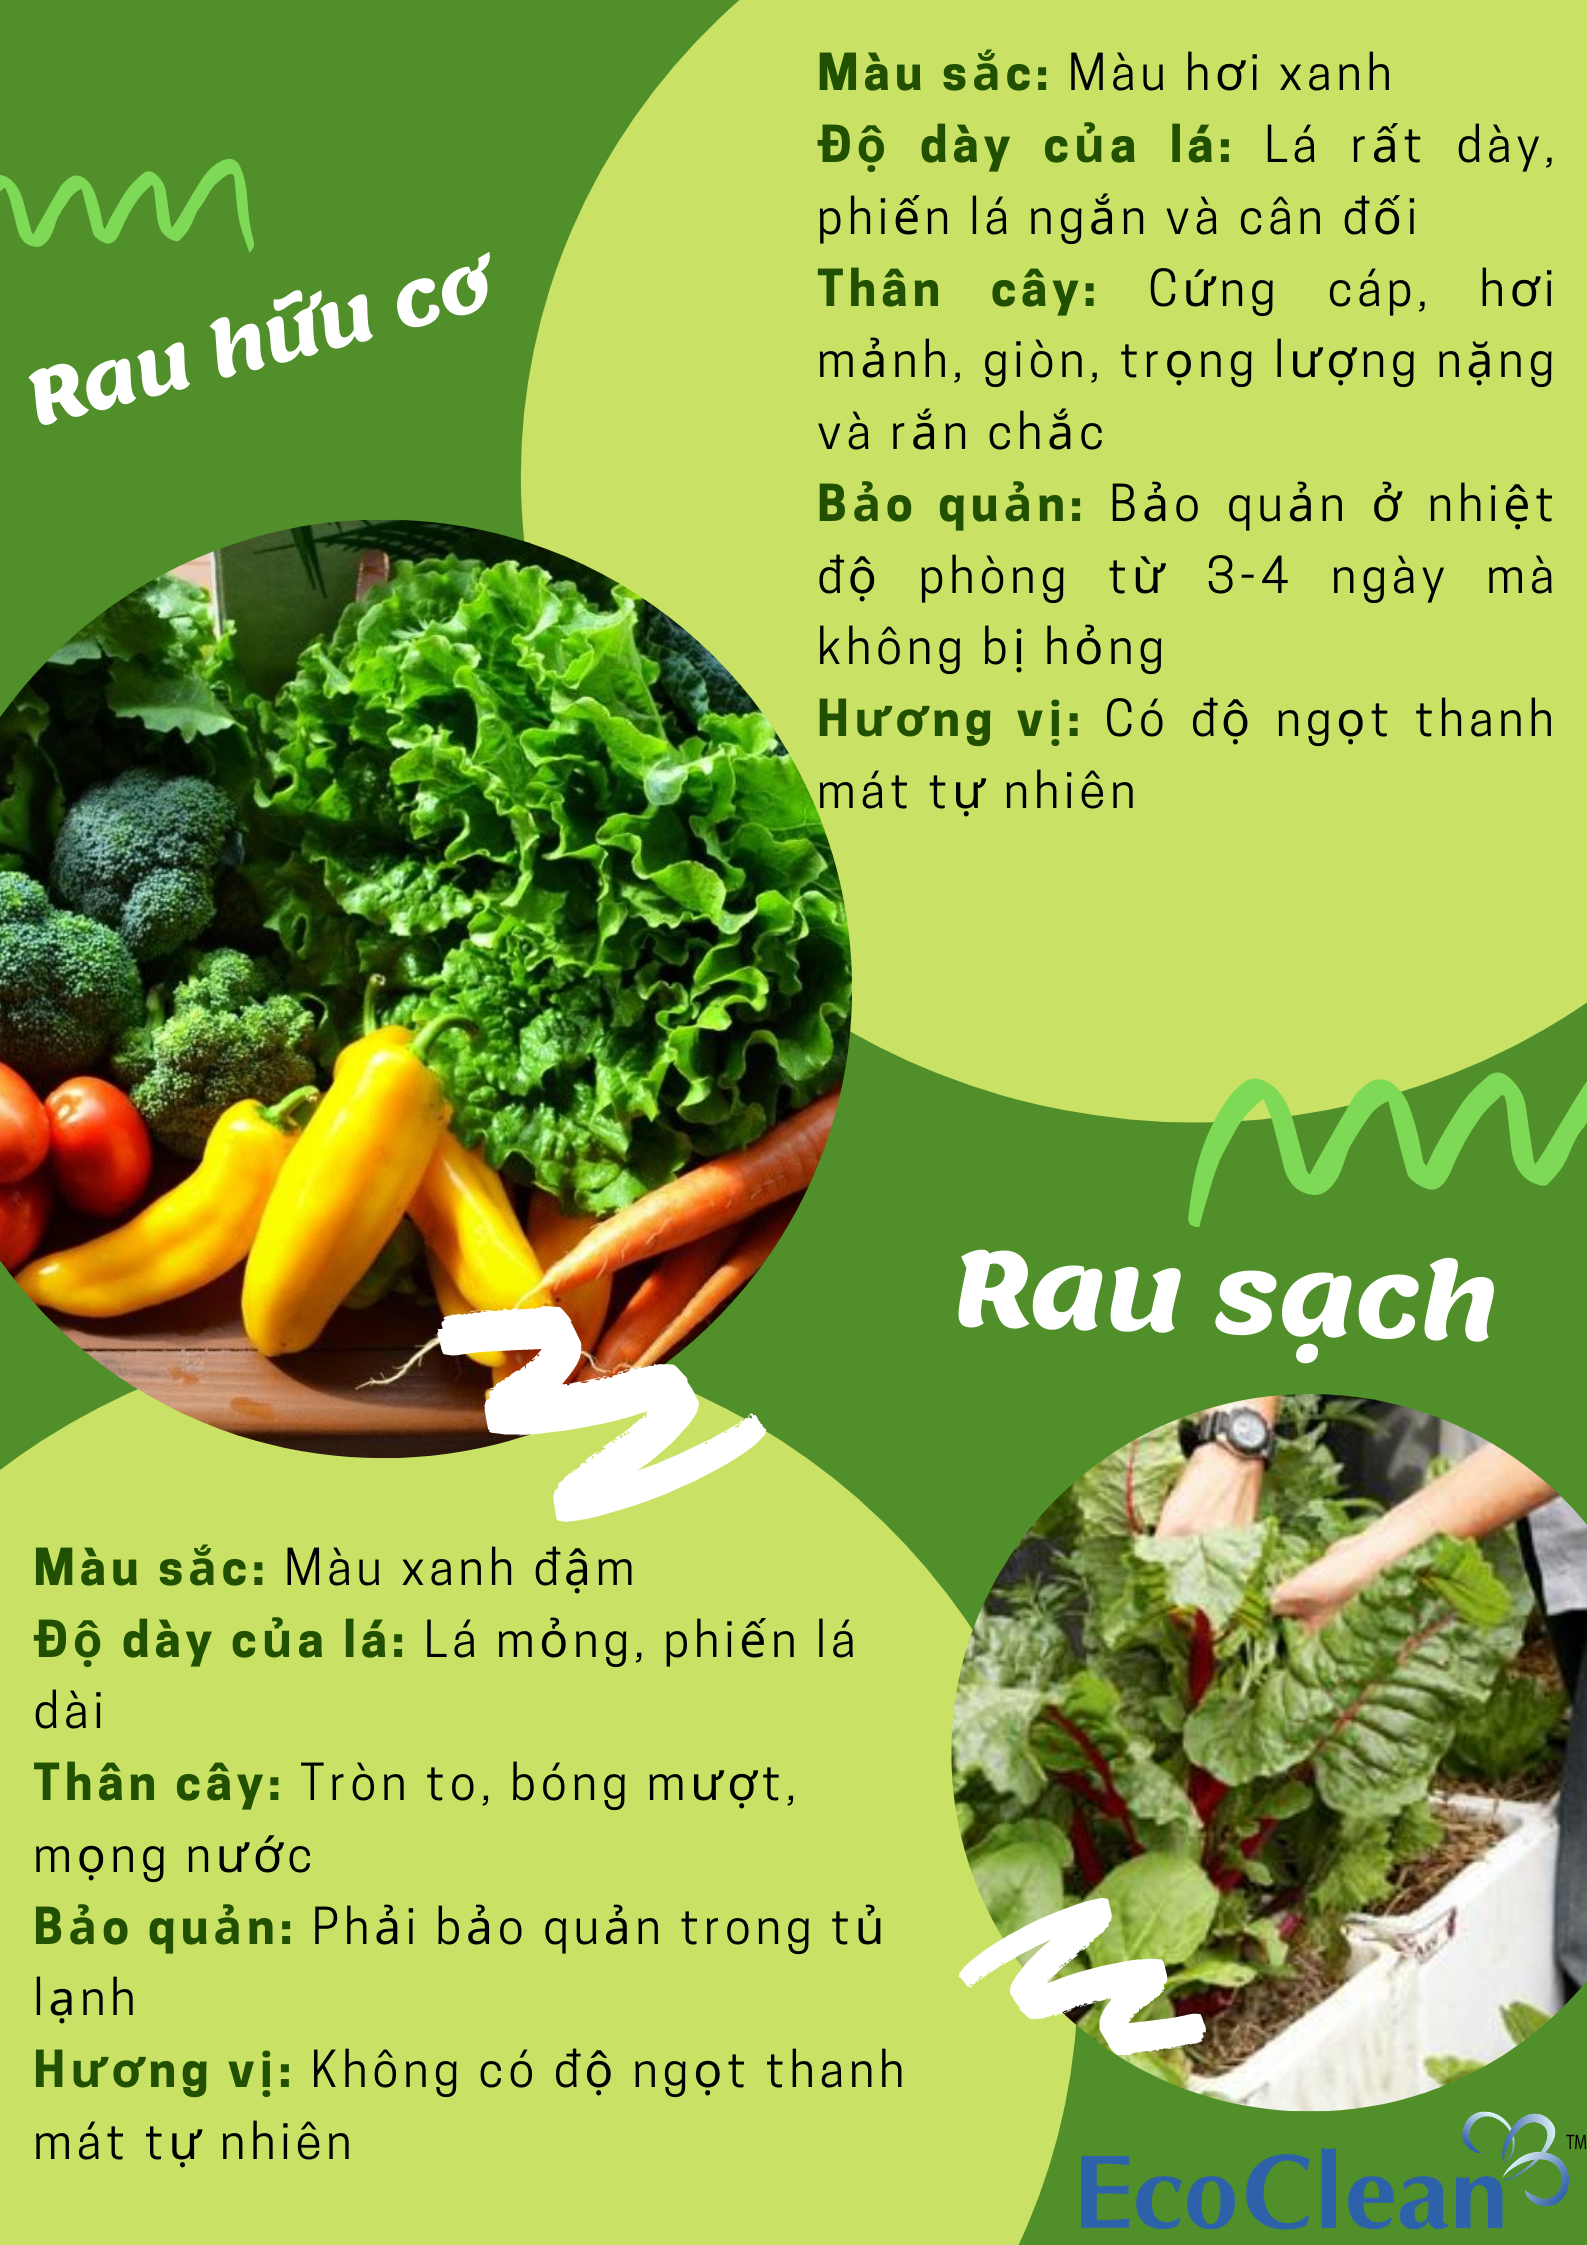 Rau hữu cơ
Màu sắc: Màu hơi xanh
Độ dày của lá: Lá rất dày,
phiến lá ngắn và cân đối
Thân cây: Cứng cáp, hơi
mảnh, giòn, trọng lượng nặng
và rắn chắc
Bảo quản: Bảo quản ở nhiệt
độ phòng từ 3-4 ngày mà
không bị hỏng
Hương vị: Có độ ngọt thanh
mát tự nhiên
Rau sạch
Màu sắc: Màu xanh đậm
Độ dày của lá: Lá mỏng, phiến lá
dài
Thân cây: Tròn to, bóng mượt,
mọng nước
Bảo quản: Phải bảo quản trong tủ
lạnh
Hương vị: Không có độ ngọt thanh
mát tự nhiên
EcoClean™